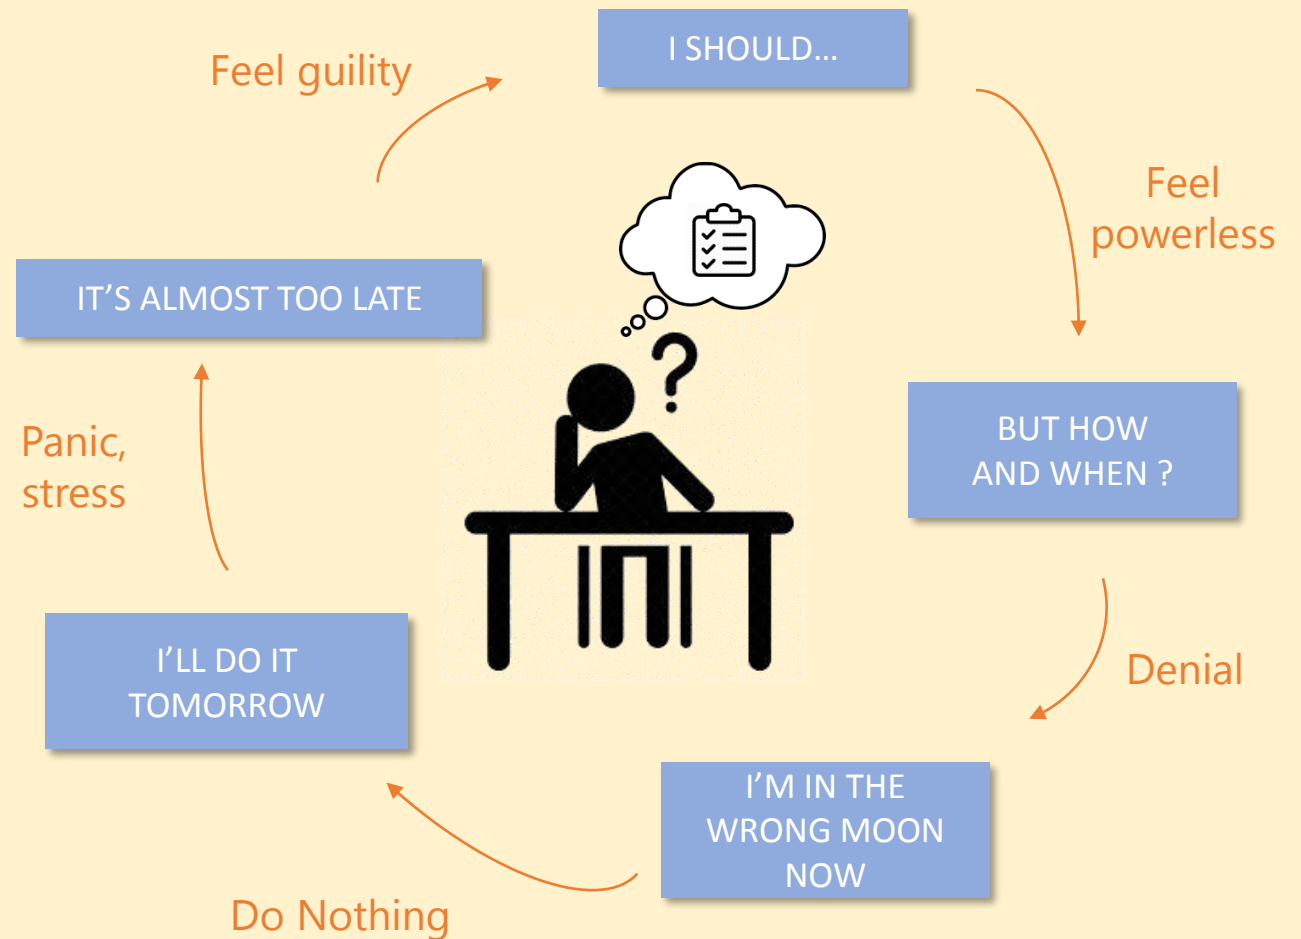 I SHOULD...
Feel guility
Feel
powerless
IT'S ALMOST TOO LATE
BUT HOW
AND WHEN ?
Panic,
stress
I'LL DO IT
TOMORROW
Denial
I'M IN THE
WRONG MOON
NOW
Do Nothing